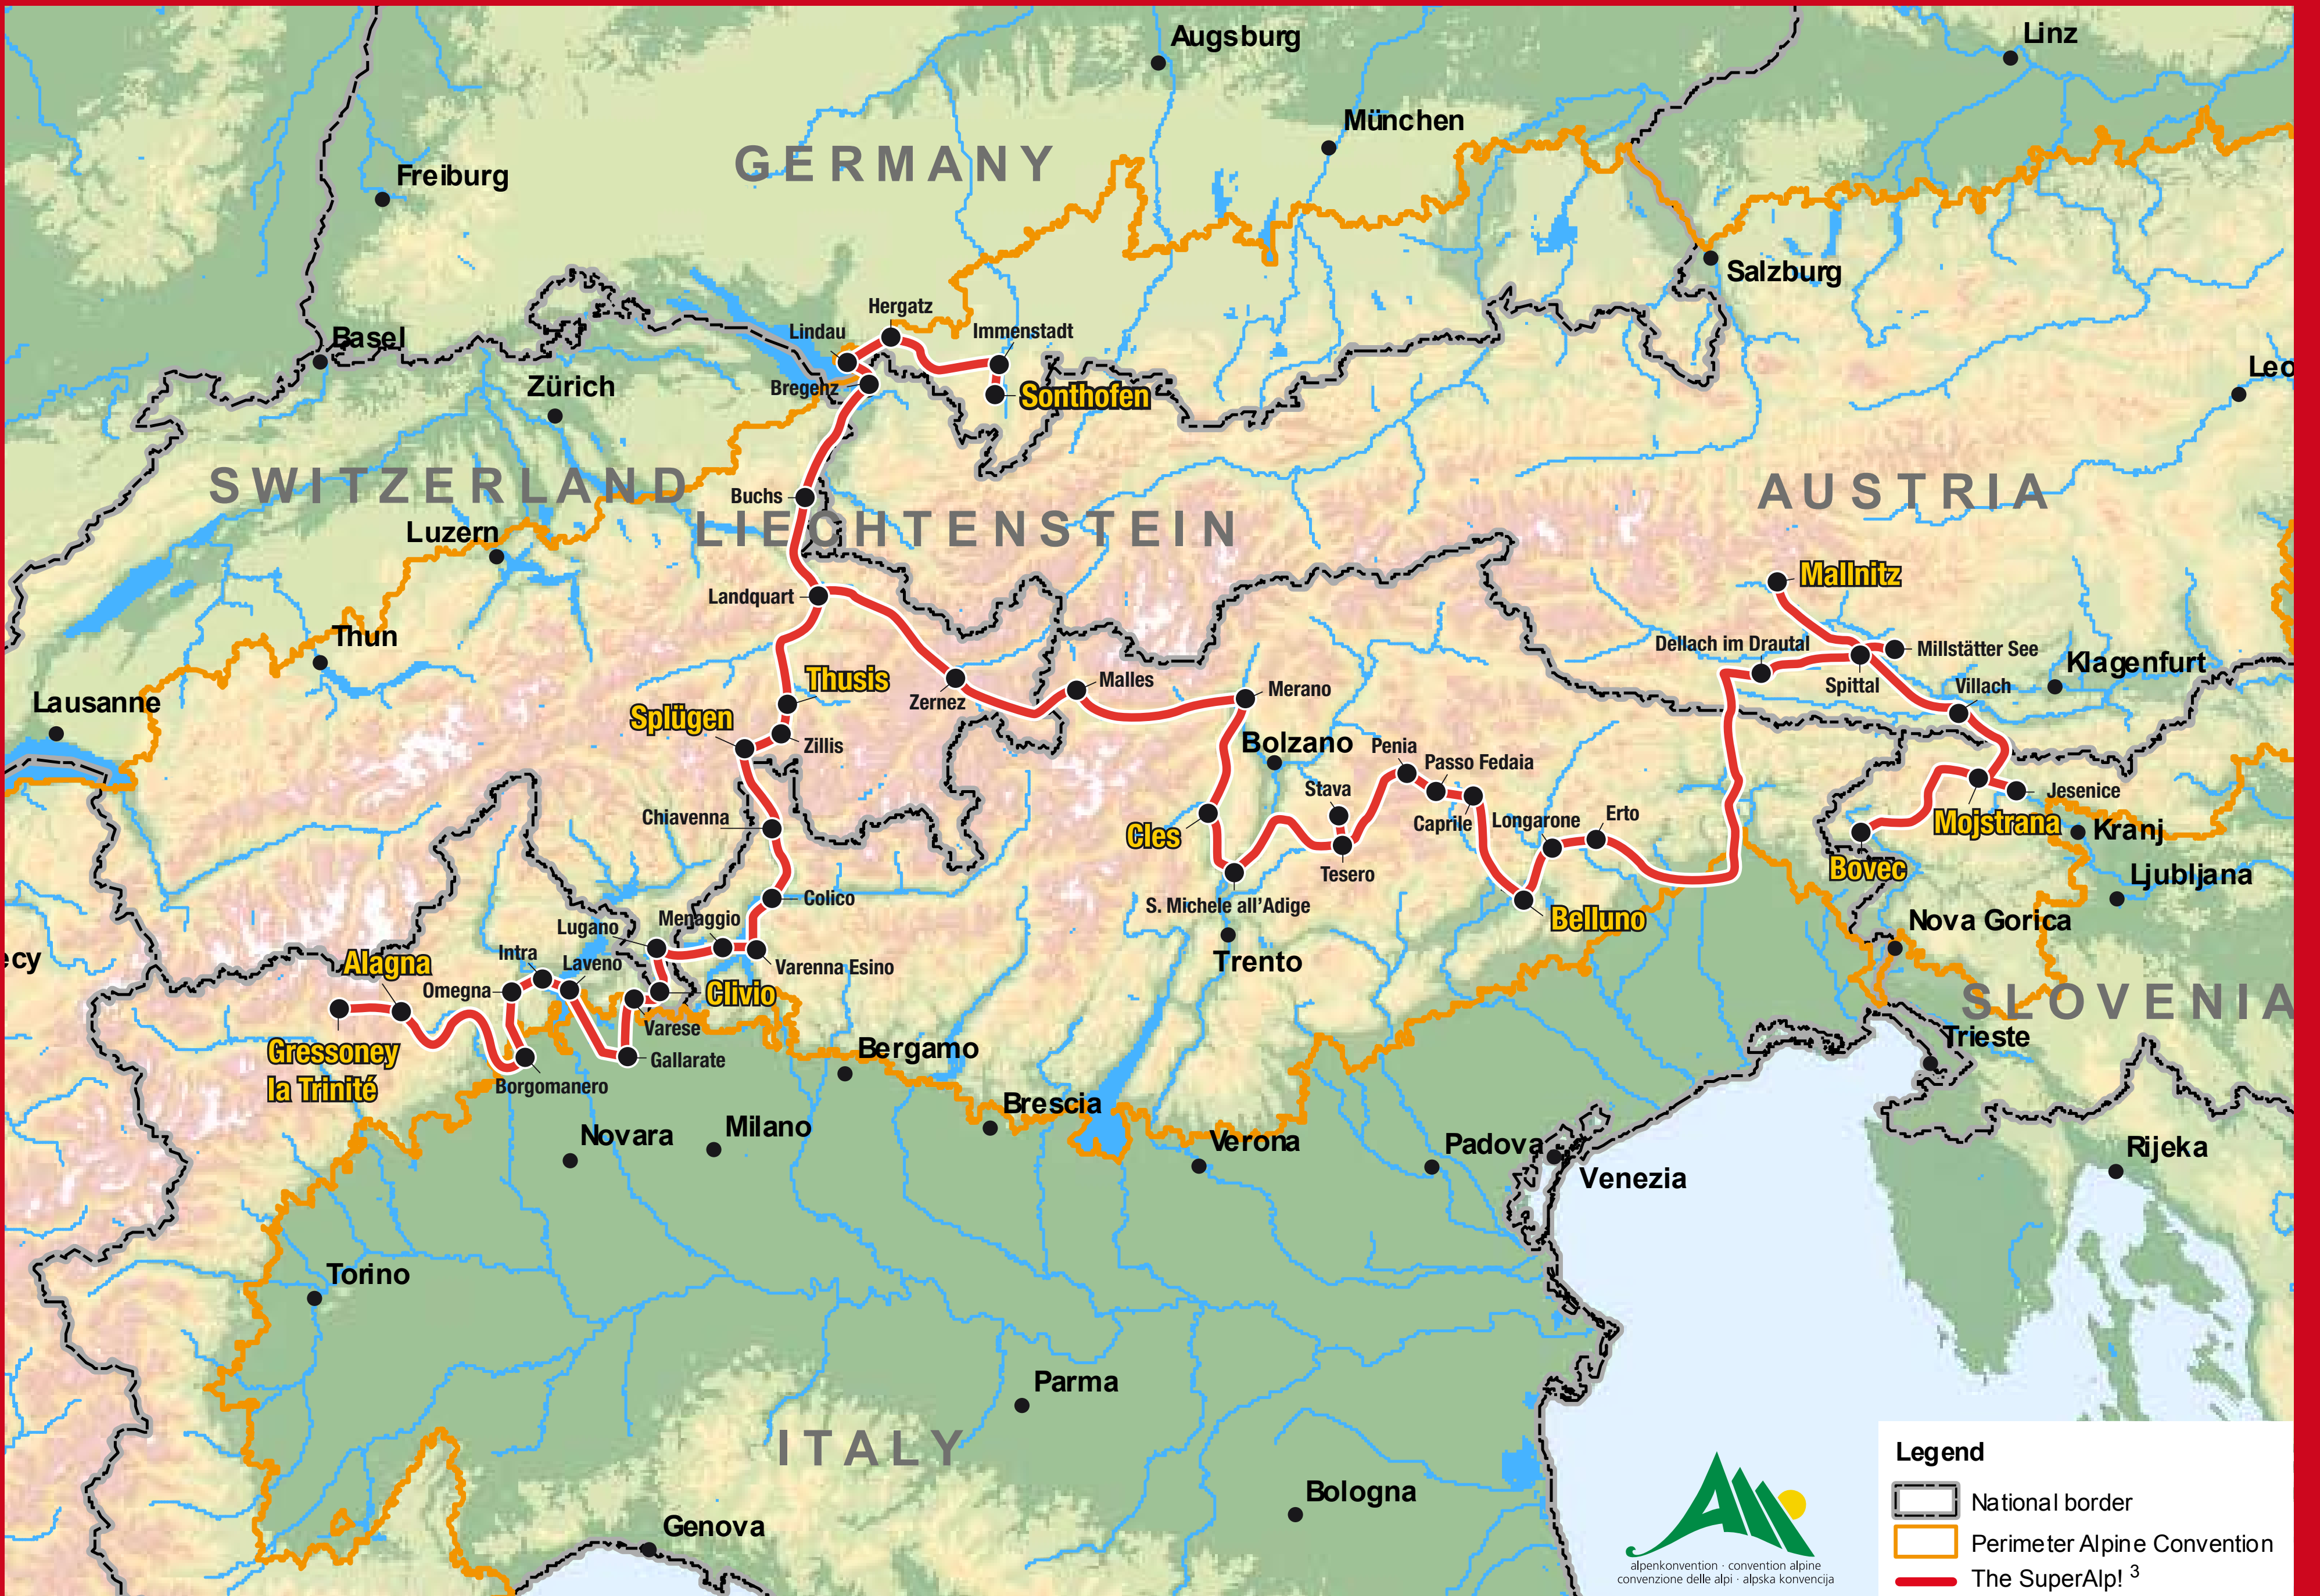 Augsburg
Linz
München
GERMANY
Freiburg
Salzburg
Hergatz
Lindau
Immenstadt
Basel
Zürich
Bregenz
Sonthofen
Leo
SWITZERLAND
Buchs
AUSTRIA
Luzern
LIECHTENSTEIN
Mallnitz
Landquart
Thun
Dellach im Drautal
Millstätter See
Klagenfurt
Thusis
Malles
Merano
Zernez
Spittal
Villach
Lausanne
Splügen
Zillis
Bolzano
Penia
Passo Fedaia
Stava
Jesenice
Chiavenna
Cles
Caprile
Longarone
Erto
Mojstrana
Kranj
Tesero
Bovec
Ljubljana
Colico
S. Michele all'Adige
Belluno
Nova Gorica
Lugano
Menaggio
Intra
Laveno
Varenna Esino
Trento
ecy
Alagna
Omegna
Clivio
SLOVENIA
Varese
Trieste
Gressoney
la Trinité
Gallarate
Bergamo
Borgomanero
Brescia
Novara
Milano
Verona
Padova
Venezia
Rijeka
Torino
Parma
ITALY
Bologna
Genova
alpenkonvention · convention alpine
convenzione delle alpi · alpska konvencija
Legend
National border
Perimeter Alpine Convention
The SuperAlp! 3